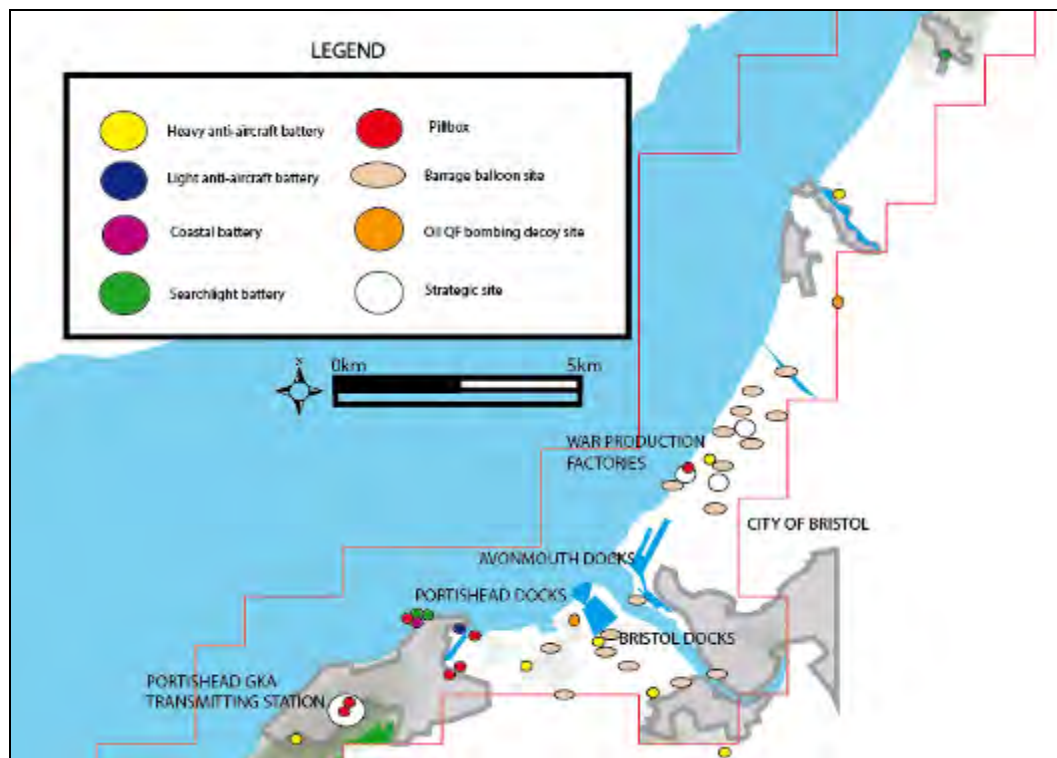 LEGEND
Heavy anti-aircraft battery
Pillbox
Light anti-aircraft battery
Barrage balloon site
Coastal battery
Oil QF bombing decoy site
Searchlight battery
Strategic site
N
0km
5km
WAR PRODUCTION
FACTORIES
CITY OF BRISTOL
AVONMOUTH DOCKS
PORTISHEAD DOCKS
BRISTOL DOCKS
PORTISHEAD GKA
TRANSMITTING STATION